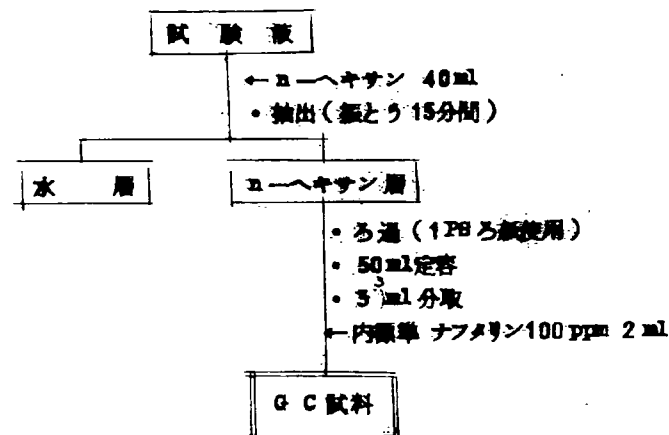 試験液
← n－ヘキサン 40ml
• 抽出（振とう 15分間）
水層
n－ヘキサン層
• ろ過（1PSろ紙使用）
• 50ml定容
• 3ml分取
← 内標準 ナフタリン100ppm 2ml
GC試料